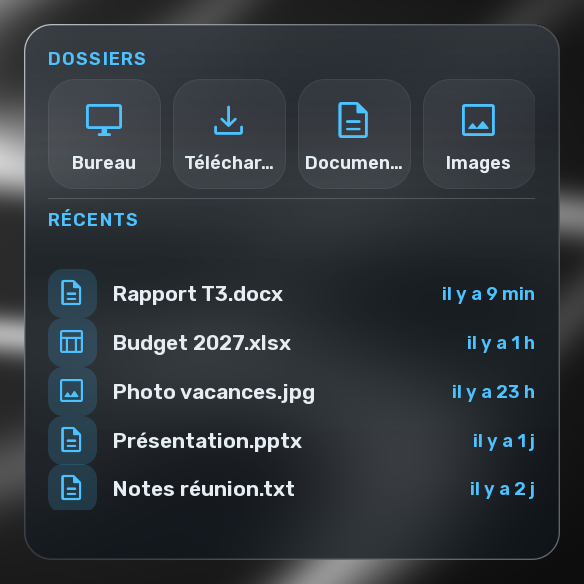 DOSSIERS
Bureau
Téléchar…
Documen…
Images
RÉCENTS
Rapport T3.docx il y a 9 min
Budget 2027.xlsx il y a 1 h
Photo vacances.jpg il y a 23 h
Présentation.pptx il y a 1 j
Notes réunion.txt il y a 2 j